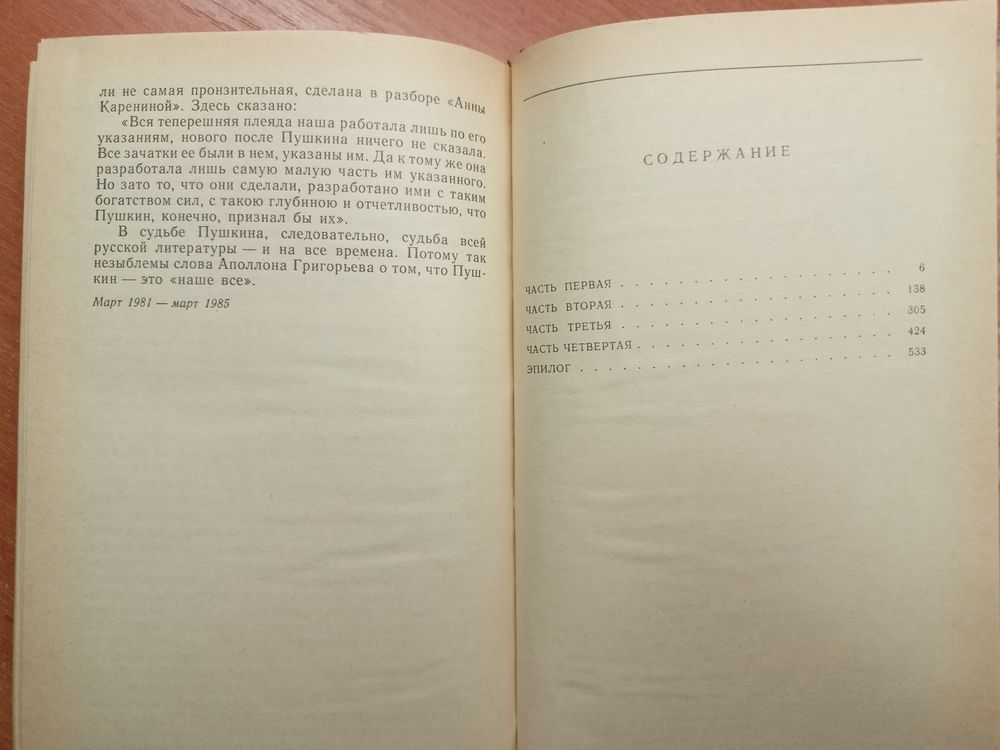 ли не самая пронзительная, сделана в разборе «Анны
Карениной». Здесь сказано:
«Вся теперешняя плеяда наша работала лишь по его
указаниям, нового после Пушкина ничего не сказала.
Все зачатки ее были в нем, указаны им. Да к тому же она
разработала лишь самую малую часть им указанного.
Но зато то, что они сделали, разработано ими с таким
богатством сил, с такою глубиною и отчетливостью, что
Пушкин, конечно, признал бы их».
В судьбе Пушкина, следовательно, судьба всей
русской литературы — и на все времена. Потому так
незыблемы слова Аполлона Григорьева о том, что Пуш-
кин — это «наше все».
Март 1981 — март 1985
СОДЕРЖАНИЕ
ЧАСТЬ ПЕРВАЯ . . . . . . . . . . . . . . . . . . . 6
ЧАСТЬ ВТОРАЯ . . . . . . . . . . . . . . . . . . . 138
ЧАСТЬ ТРЕТЬЯ . . . . . . . . . . . . . . . . . . . 305
ЧАСТЬ ЧЕТВЕРТАЯ . . . . . . . . . . . . . . . . . . 424
ЭПИЛОГ . . . . . . . . . . . . . . . . . . . . . . 533